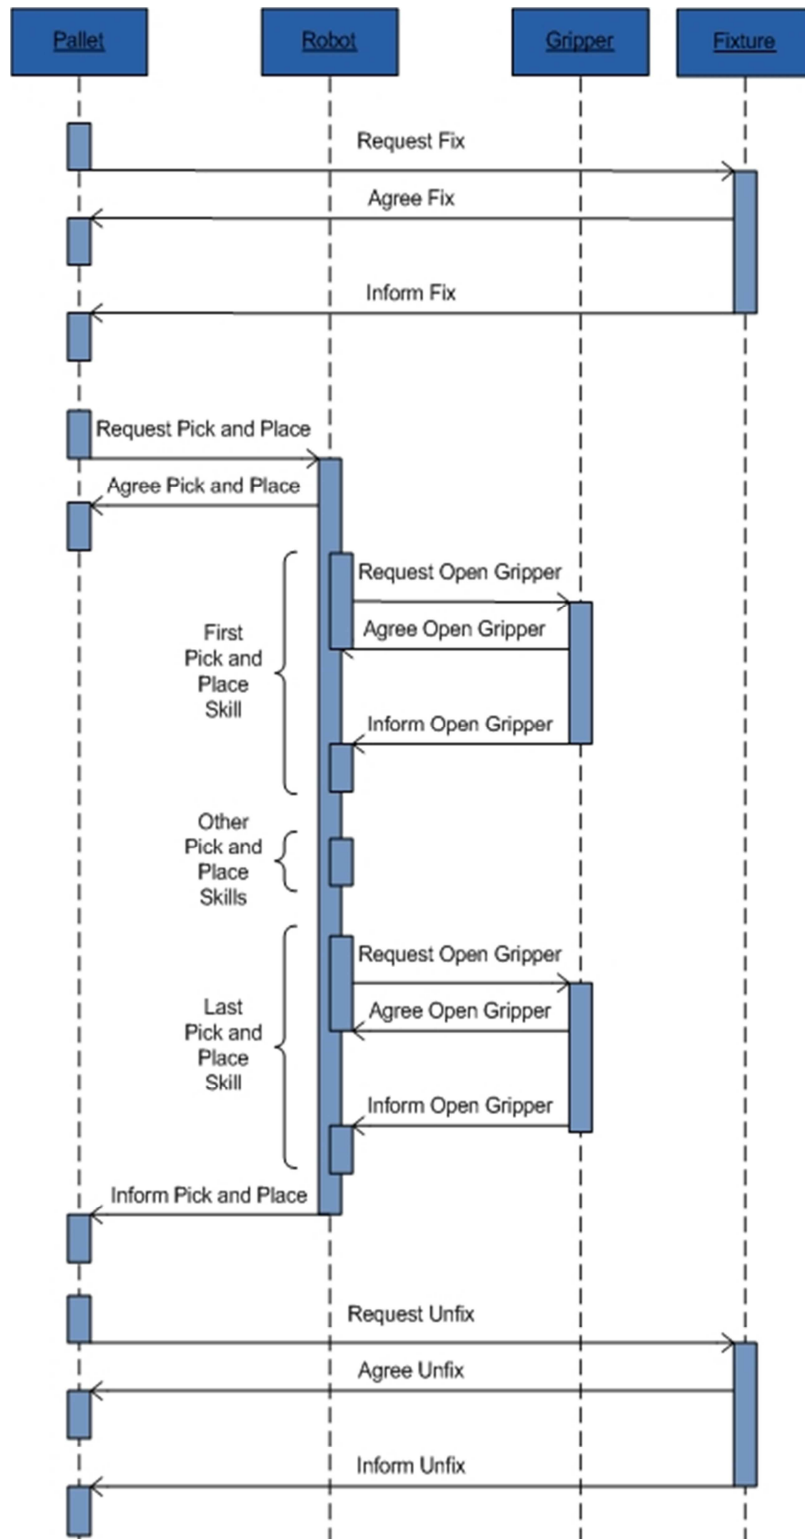 Pallet
Robot
Gripper
Fixture
Request Fix
Agree Fix
Inform Fix
Request Pick and Place
Agree Pick and Place
Request Open Gripper
Agree Open Gripper
First
Pick and
Place
Skill
Inform Open Gripper
Other
Pick and
Place
Skills
Request Open Gripper
Agree Open Gripper
Last
Pick and
Place
Skill
Inform Open Gripper
Inform Pick and Place
Request Unfix
Agree Unfix
Inform Unfix